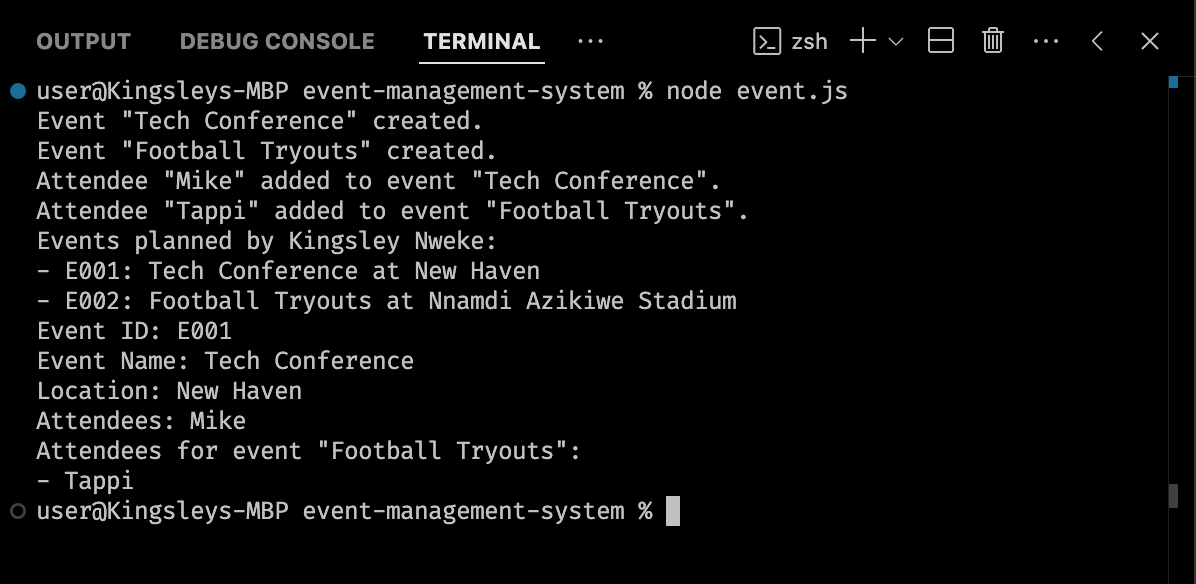 OUTPUT DEBUG CONSOLE TERMINAL ··· zsh ···
user@Kingsleys-MBP event-management-system % node event.js
Event "Tech Conference" created.
Event "Football Tryouts" created.
Attendee "Mike" added to event "Tech Conference".
Attendee "Tappi" added to event "Football Tryouts".
Events planned by Kingsley Nweke:
- E001: Tech Conference at New Haven
- E002: Football Tryouts at Nnamdi Azikiwe Stadium
Event ID: E001
Event Name: Tech Conference
Location: New Haven
Attendees: Mike
Attendees for event "Football Tryouts":
- Tappi
user@Kingsleys-MBP event-management-system %